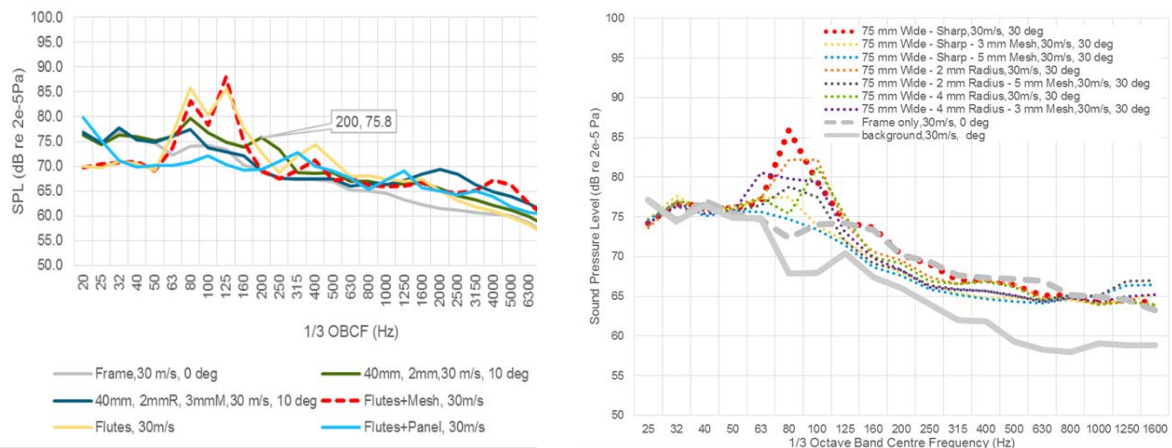 100.0
95.0
90.0
85.0
80.0
75.0
70.0
65.0
60.0
55.0
50.0
SPL (dB re 2e-5Pa)
200, 75.8
20 25 32 40 50 63 80 100 125 160 200 250 315 400 500 630 800 1000 1250 1600 2000 2500 3150 4000 5000 6300
1/3 OBCF (Hz)
Frame,30 m/s, 0 deg
40mm, 2mm,30 m/s, 10 deg
40mm, 2mmR, 3mmM,30 m/s, 10 deg
Flutes+Mesh, 30m/s
Flutes, 30m/s
Flutes+Panel, 30m/s
100
95
90
85
80
75
70
65
60
55
50
Sound Pressure Level (dB re 2e-5 Pa)
75 mm Wide - Sharp,30m/s, 30 deg
75 mm Wide - Sharp - 3 mm Mesh,30m/s, 30 deg
75 mm Wide - Sharp - 5 mm Mesh,30m/s, 30 deg
75 mm Wide - 2 mm Radius,30m/s, 30 deg
75 mm Wide - 2 mm Radius - 5 mm Mesh,30m/s, 30 deg
75 mm Wide - 4 mm Radius,30m/s, 30 deg
75 mm Wide - 4 mm Radius - 3 mm Mesh,30m/s, 30 deg
Frame only,30m/s, 0 deg
background,30m/s, deg
25 32 40 50 63 80 100 125 160 200 250 315 400 500 630 800 1000 1250 1600
1/3 Octave Band Centre Frequency (Hz)